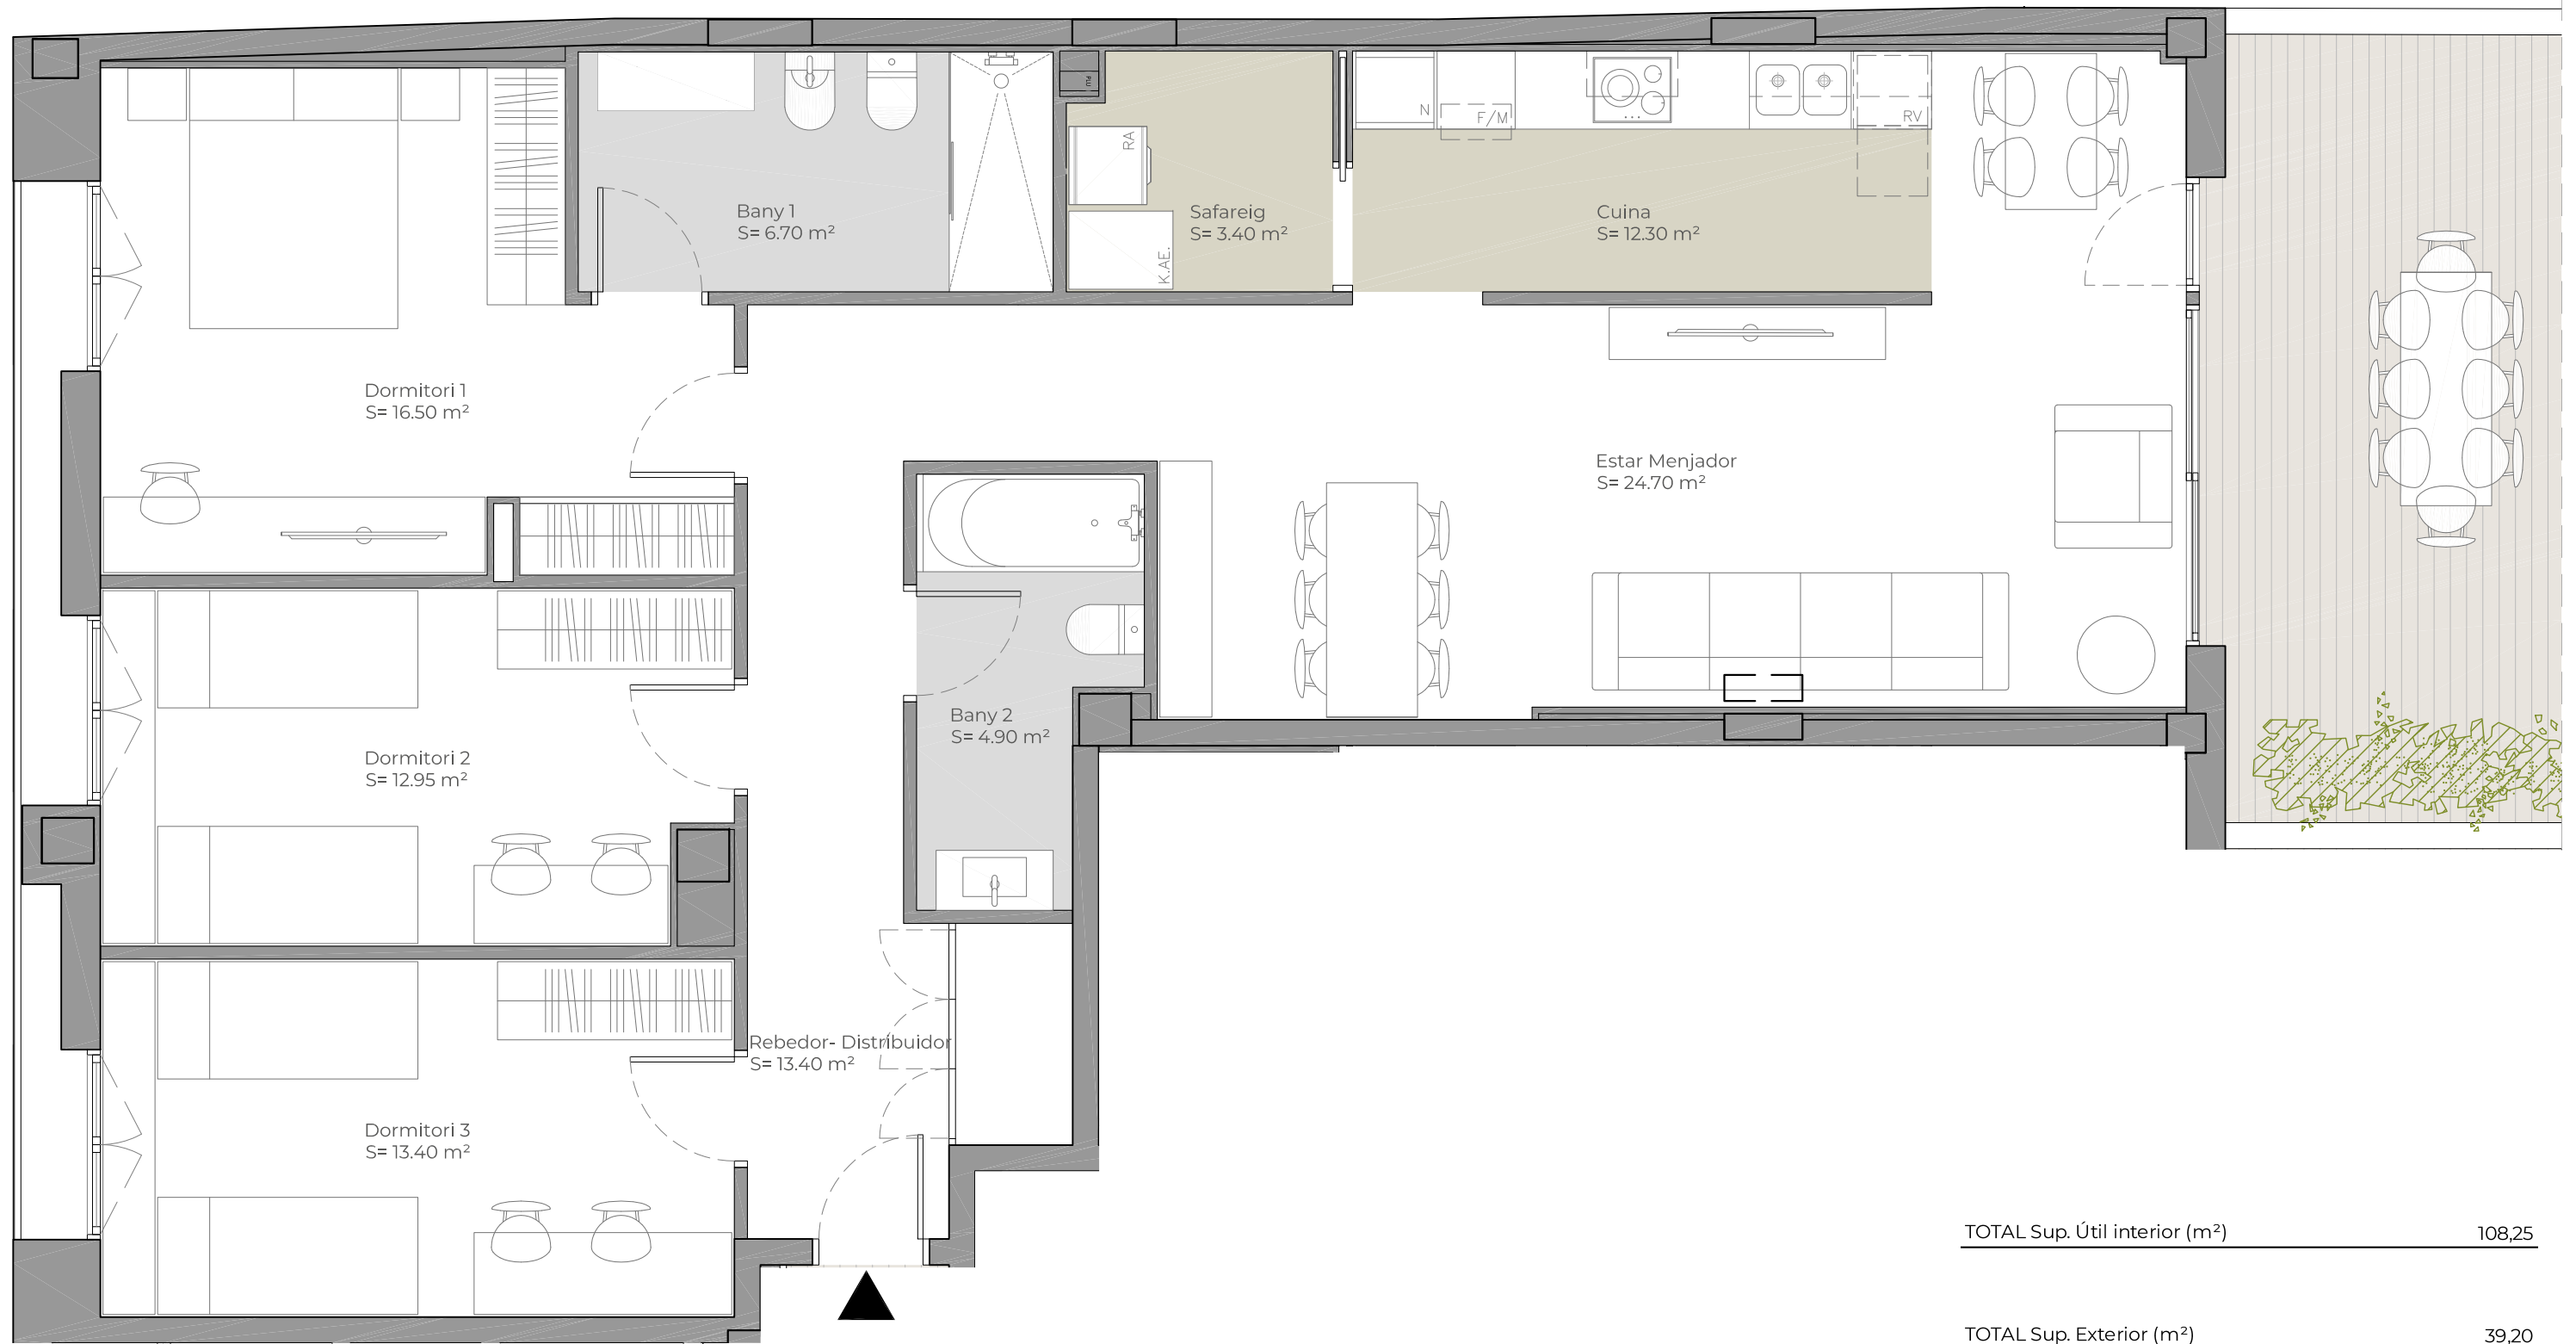 Bany 1
S= 6.70 m²
RA
K.AE.
Safareig
S= 3.40 m²
N
F/M
RV
Cuina
S= 12.30 m²
Dormitori 1
S= 16.50 m²
Estar Menjador
S= 24.70 m²
Dormitori 2
S= 12.95 m²
Bany 2
S= 4.90 m²
Rebedor- Distribuidor
S= 13.40 m²
Dormitori 3
S= 13.40 m²
TOTAL Sup. Útil interior (m²) 108,25
TOTAL Sup. Exterior (m²) 39,20